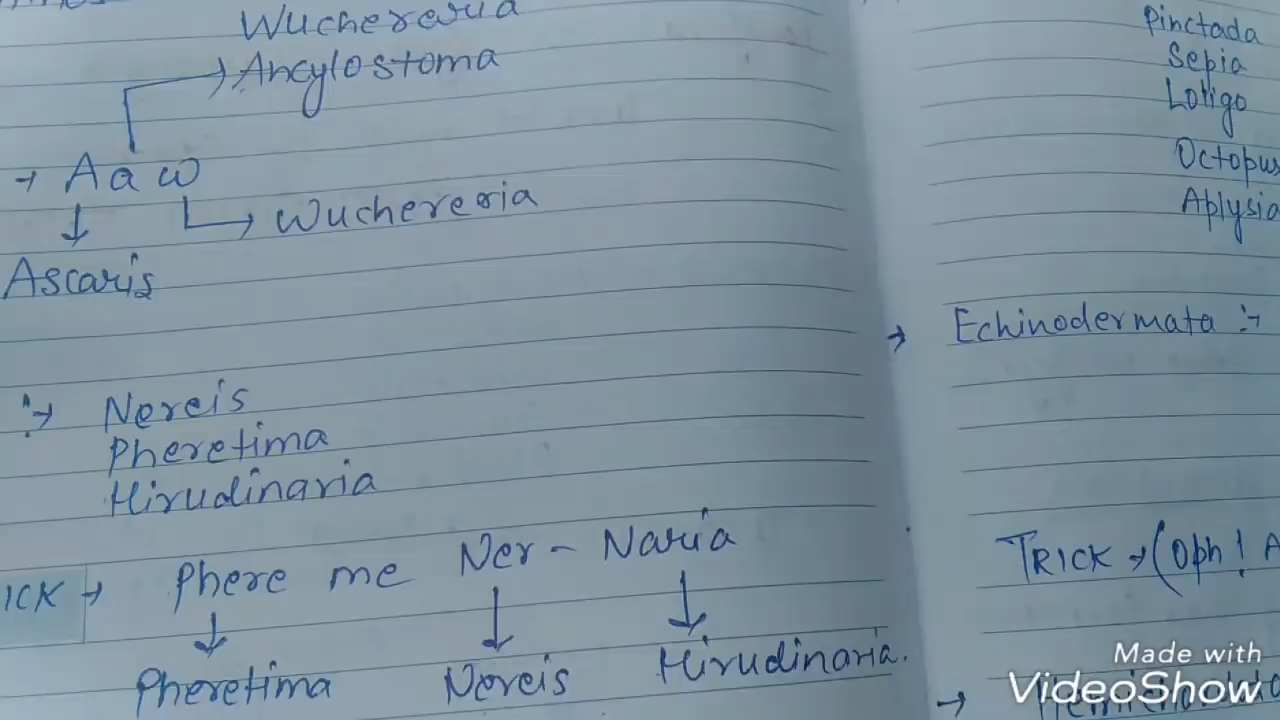 Wuchereria
Ancylostoma
→ A a w
Wuchereria
Ascaris
:→ Nereis
Pheretima
Hirudinaria
ICK → Phere me Ner - Naria
Pheretima Nereis Hirudinaria.
Pinctada
Sepia
Loligo
Octopus
Aplysia
→ Echinodermata :→
TRICK → (Oph! A
→
Made with
VideoShow